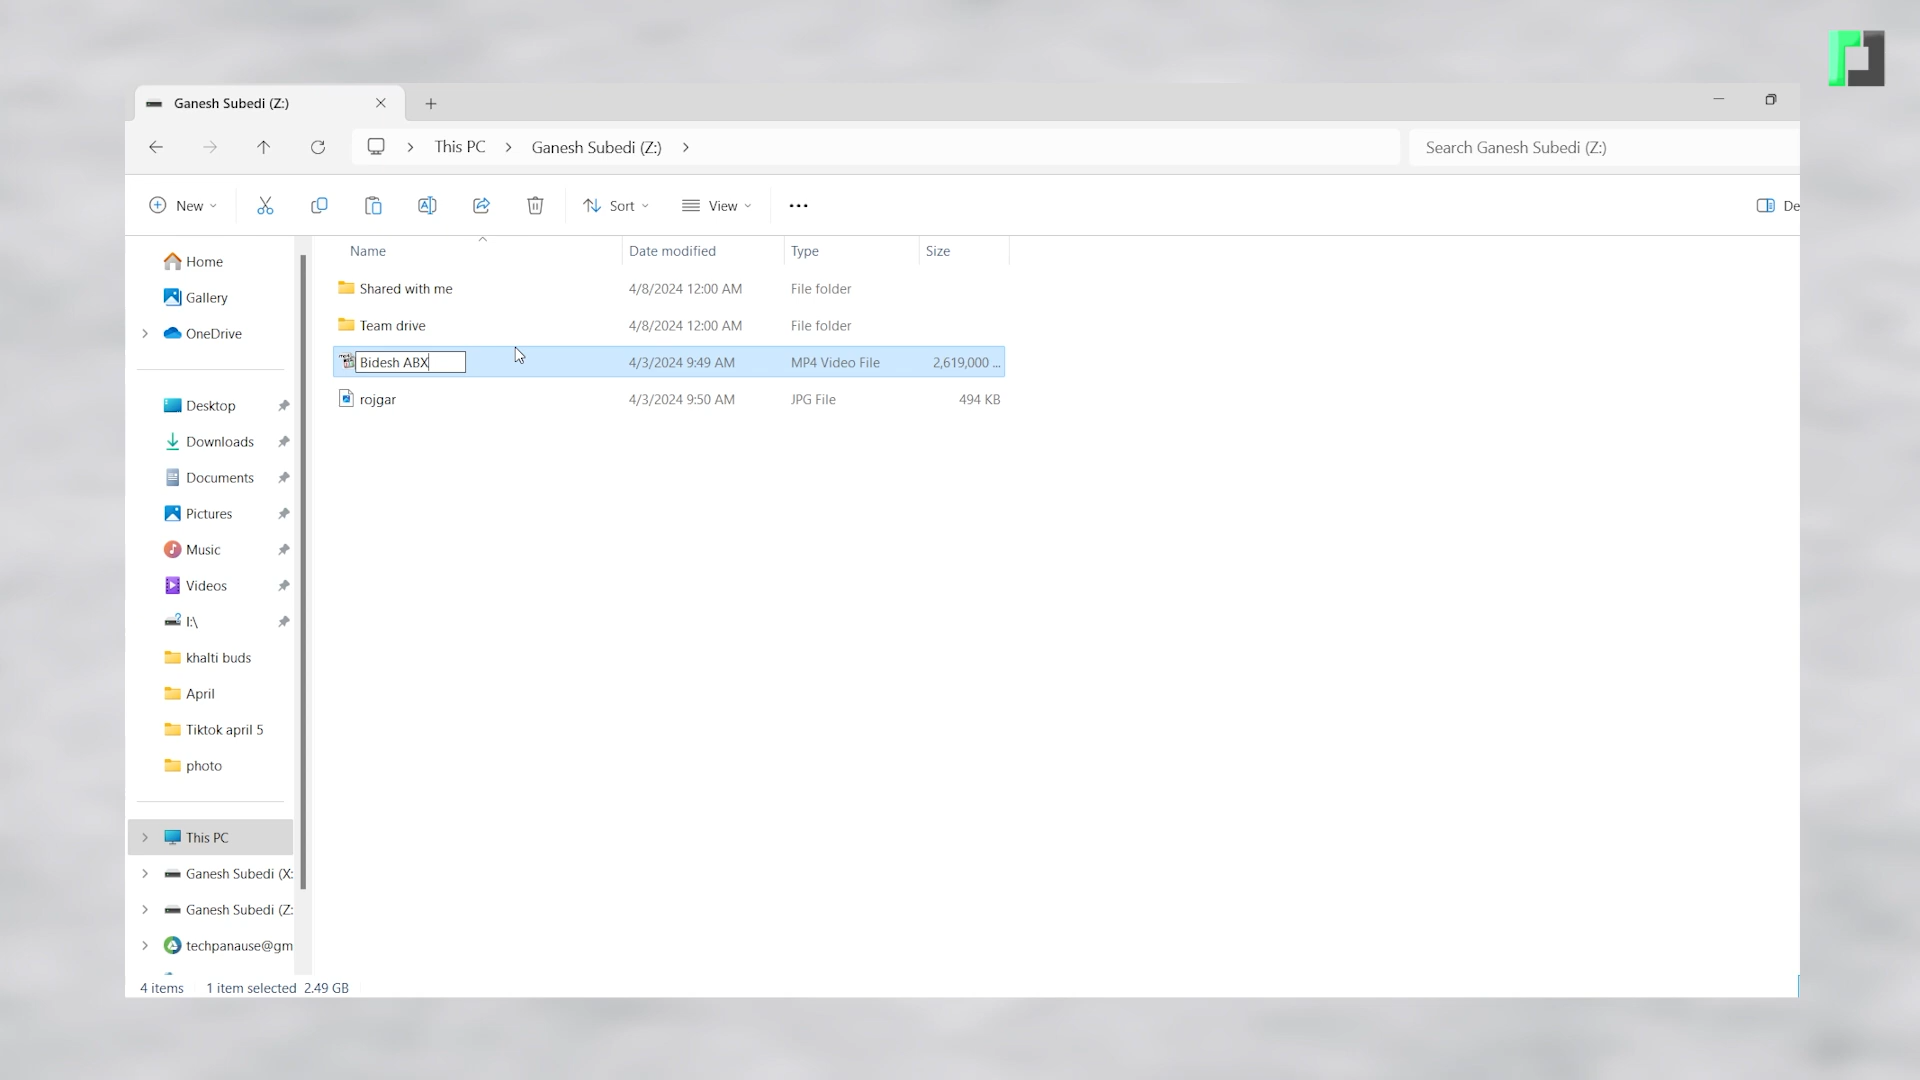 Ganesh Subedi (Z:)
This PC > Ganesh Subedi (Z:) >
Search Ganesh Subedi (Z:)
New
Sort
View
De
Home
Gallery
OneDrive
Desktop
Downloads
Documents
Pictures
Music
Videos
I:\
khalti buds
April
Tiktok april 5
photo
This PC
Ganesh Subedi (X:
Ganesh Subedi (Z:
techpanause@gm
Name Date modified Type Size
Shared with me 4/8/2024 12:00 AM File folder
Team drive 4/8/2024 12:00 AM File folder
Bidesh ABX 4/3/2024 9:49 AM MP4 Video File 2,619,000 ...
rojgar 4/3/2024 9:50 AM JPG File 494 KB
4 items 1 item selected 2.49 GB